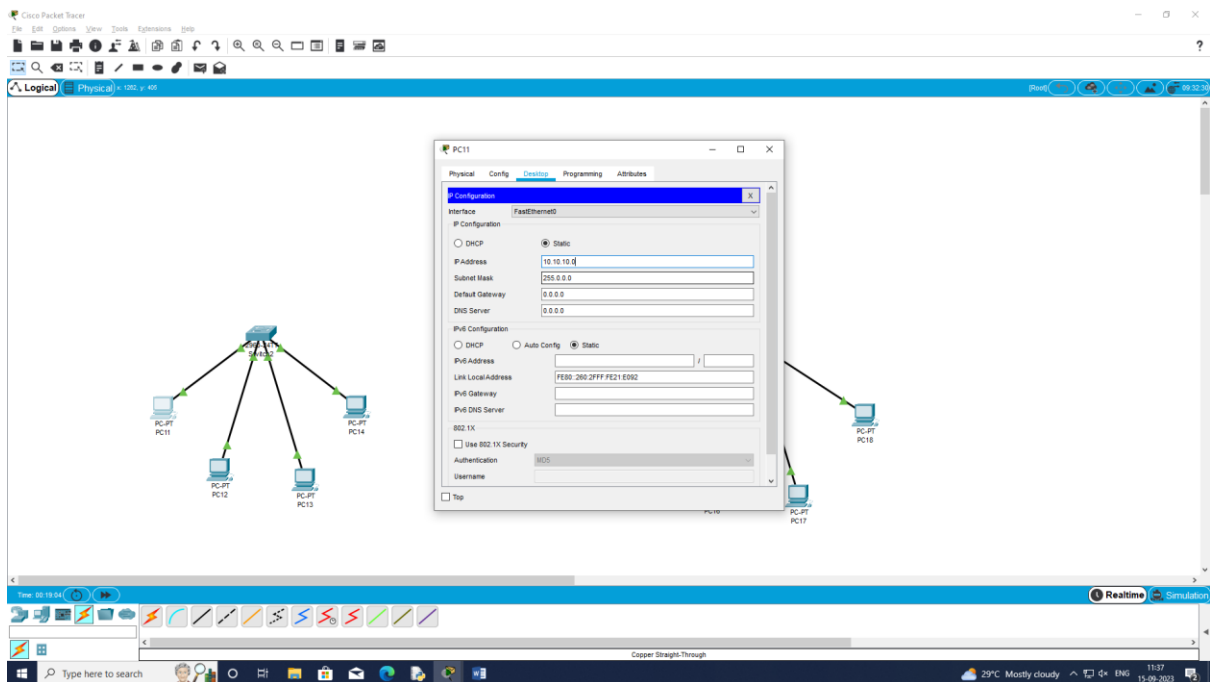 Cisco Packet Tracer
File Edit Options View Tools Extensions Help
?
Logical Physical x: 1282, y: 405 [Root] 09:32:30
PC11
Physical Config Desktop Programming Attributes
IP Configuration X
Interface FastEthernet0
IP Configuration
DHCP Static
IP Address 10.10.10.0
Subnet Mask 255.0.0.0
Default Gateway 0.0.0.0
DNS Server 0.0.0.0
IPv6 Configuration
DHCP Auto Config Static
IPv6 Address /
Link Local Address FE80::260:2FFF:FE21:E092
IPv6 Gateway
IPv6 DNS Server
802.1X
Use 802.1X Security
Authentication MD5
Username
Top
Switch2
PC-PT
PC11
PC-PT
PC12
PC-PT
PC13
PC-PT
PC14
PC-PT
PC18
PC-PT
PC17
Time: 00:19:04 Realtime Simulation
Copper Straight-Through
Type here to search
29°C Mostly cloudy ENG 11:37
15-09-2023